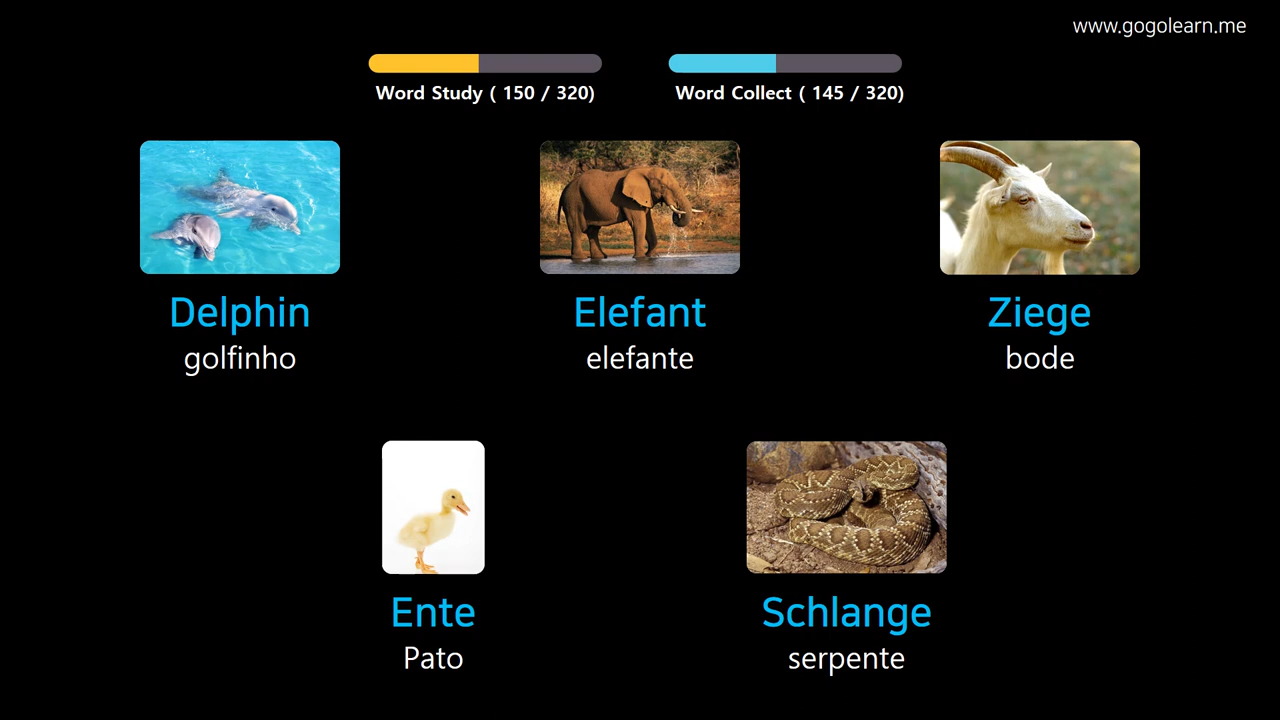 www.gogolearn.me
Word Study ( 150 / 320)
Word Collect ( 145 / 320)
Delphin
golfinho
Elefant
elefante
Ziege
bode
Ente
Pato
Schlange
serpente